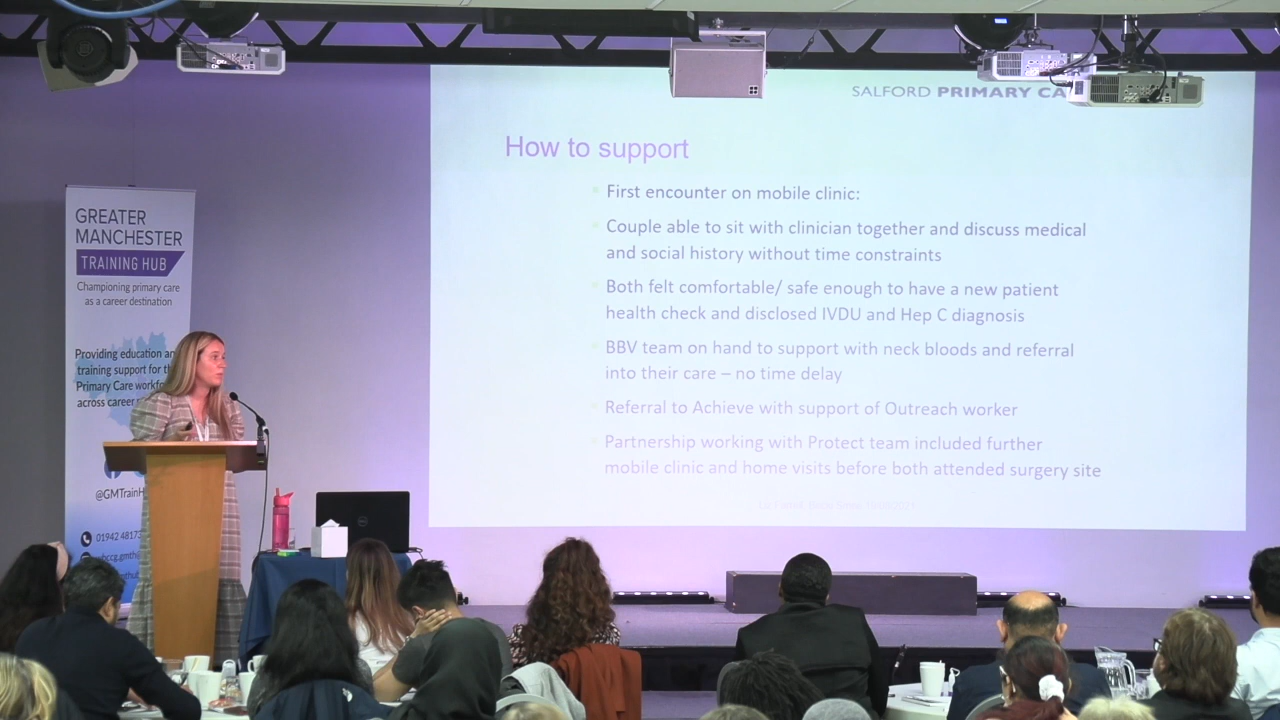 SALFORD PRIMARY CA
How to support
First encounter on mobile clinic:
Couple able to sit with clinician together and discuss medical
and social history without time constraints
Both felt comfortable/ safe enough to have a new patient
health check and disclosed IVDU and Hep C diagnosis
BBV team on hand to support with neck bloods and referral
into their care – no time delay
Referral to Achieve with support of Outreach worker
Partnership working with Protect team included further
mobile clinic and home visits before both attended surgery site
GREATER
MANCHESTER
TRAINING HUB
Championing primary care
as a career destination
Providing education an
training support for th
Primary Care workf
across career
@GMTrainH
01942 4817